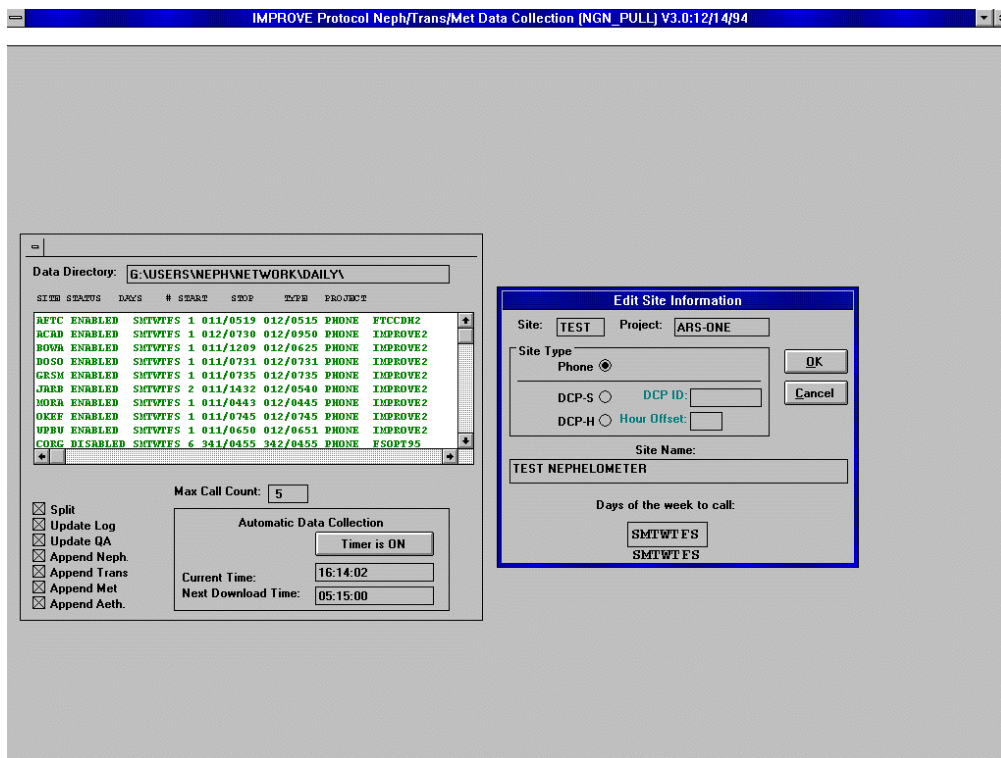 IMPROVE Protocol Neph/Trans/Met Data Collection (NGN_PULL) V3.0:12/14/94
Data Directory: G:\USERS\NEPH\NETWORK\DAILY\
SITE STATUS DAYS # START STOP TYPE PROJECT
AFTC ENABLED SMTWTFS 1 011/0519 012/0515 PHONE FTCCDH2
ACAD ENABLED SMTWTFS 1 012/0730 012/0950 PHONE IMPROVE2
BOWA ENABLED SMTWTFS 1 011/1209 012/0625 PHONE IMPROVE2
DOSO ENABLED SMTWTFS 1 012/0731 012/0731 PHONE IMPROVE2
GRSM ENABLED SMTWTFS 1 011/0735 012/0735 PHONE IMPROVE2
JARB ENABLED SMTWTFS 2 011/1432 012/0540 PHONE IMPROVE2
MORA ENABLED SMTWTFS 1 011/0443 012/0445 PHONE IMPROVE2
OKEF ENABLED SMTWTFS 1 011/0745 012/0745 PHONE IMPROVE2
UPBU ENABLED SMTWTFS 1 011/0650 012/0651 PHONE IMPROVE2
CORG DISABLED SMTWTFS 6 341/0455 342/0455 PHONE FSOPT95
Max Call Count: 5
Split
Update Log
Update QA
Append Neph.
Append Trans
Append Met
Append Aeth.
Automatic Data Collection
Timer is ON
Current Time: 16:14:02
Next Download Time: 05:15:00
Edit Site Information
Site: TEST Project: ARS-ONE
Site Type
Phone
DCP-S DCP ID:
DCP-H Hour Offset:
OK
Cancel
Site Name:
TEST NEPHELOMETER
Days of the week to call:
SMTWTFS
SMTWTFS